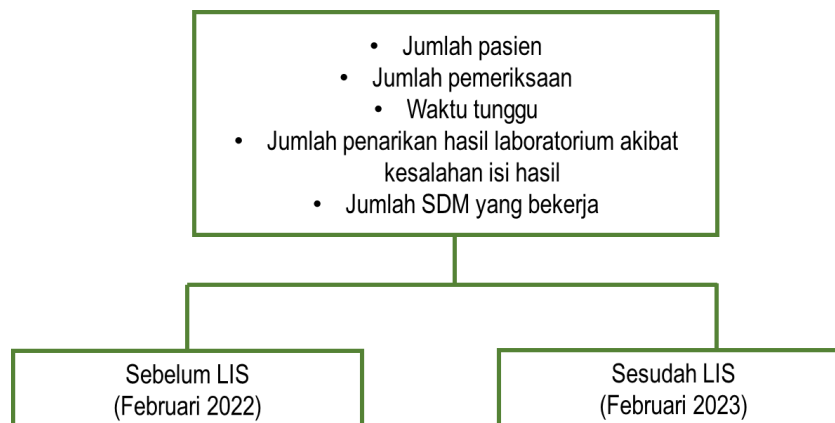 • Jumlah pasien
• Jumlah pemeriksaan
• Waktu tunggu
• Jumlah penarikan hasil laboratorium akibat
kesalahan isi hasil
• Jumlah SDM yang bekerja
Sebelum LIS
(Februari 2022)
Sesudah LIS
(Februari 2023)